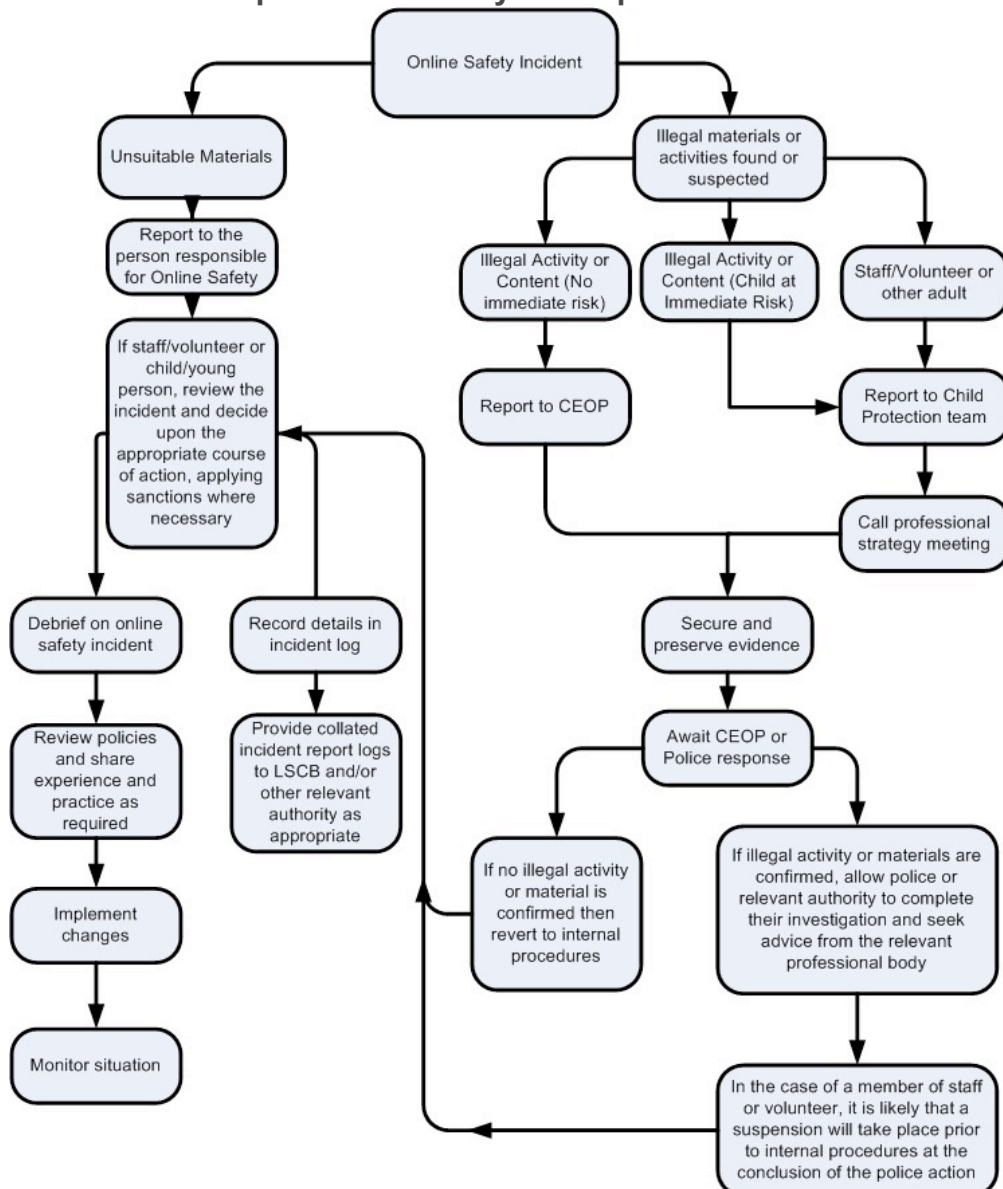 Online Safety Incident
Unsuitable Materials
Report to the
person responsible
for Online Safety
If staff/volunteer or
child/young
person, review the
incident and decide
upon the
appropriate course
of action, applying
sanctions where
necessary
Debrief on online
safety incident
Review policies
and share
experience and
practice as
required
Implement
changes
Monitor situation
Record details in
incident log
Provide collated
incident report logs
to LSCB and/or
other relevant
authority as
appropriate
Illegal materials or
activities found or
suspected
Illegal Activity or
Content (No
immediate risk)
Illegal Activity or
Content (Child at
Immediate Risk)
Staff/Volunteer or
other adult
Report to CEOP
Report to Child
Protection team
Call professional
strategy meeting
Secure and
preserve evidence
Await CEOP or
Police response
If no illegal activity
or material is
confirmed then
revert to internal
procedures
If illegal activity or materials are
confirmed, allow police or
relevant authority to complete
their investigation and seek
advice from the relevant
professional body
In the case of a member of staff
or volunteer, it is likely that a
suspension will take place prior
to internal procedures at the
conclusion of the police action